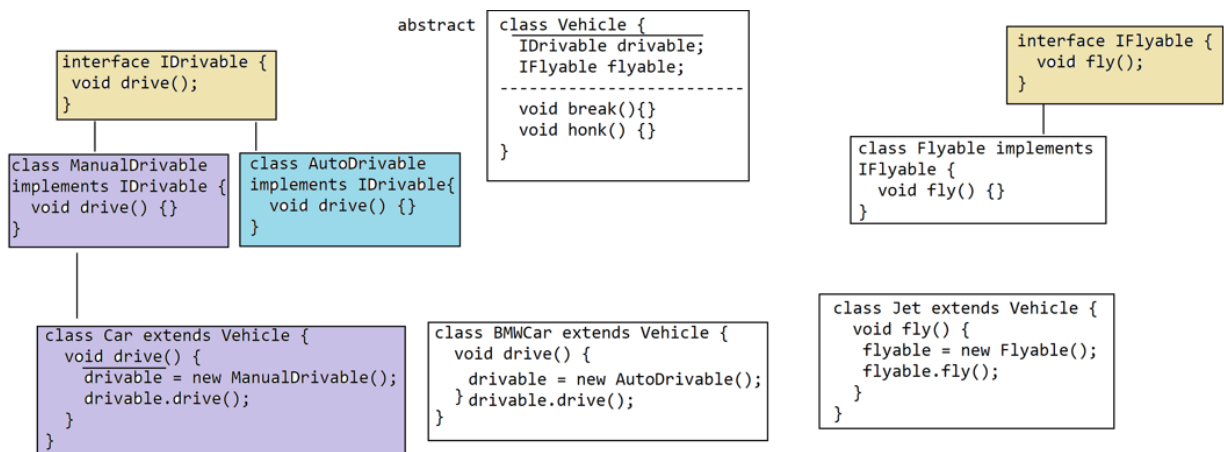 abstract
class Vehicle {
IDrivable drivable;
IFlyable flyable;
--------------------------
void break(){}
void honk() {}
}
interface IDrivable {
void drive();
}
interface IFlyable {
void fly();
}
class ManualDrivable
implements IDrivable {
void drive() {}
}
class AutoDrivable
implements IDrivable{
void drive() {}
}
class Flyable implements
IFlyable {
void fly() {}
}
class Car extends Vehicle {
void drive() {
drivable = new ManualDrivable();
drivable.drive();
}
}
class BMWCar extends Vehicle {
void drive() {
drivable = new AutoDrivable();
} drivable.drive();
}
class Jet extends Vehicle {
void fly() {
flyable = new Flyable();
flyable.fly();
}
}